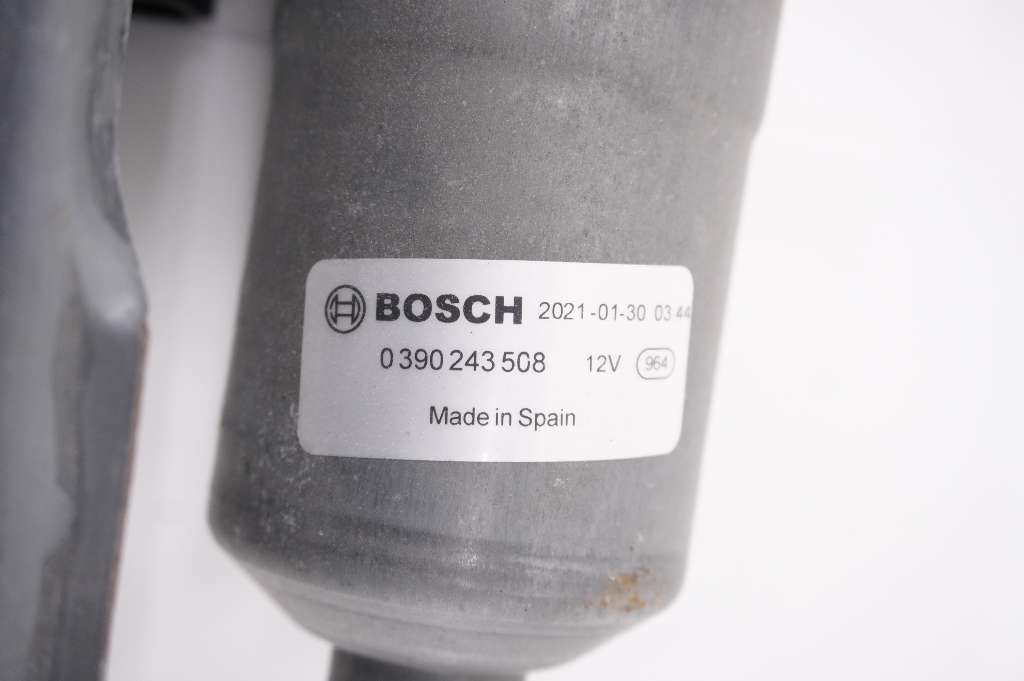 BOSCH 2021-01-30 03 44
0 390 243 508 12V 964
Made in Spain